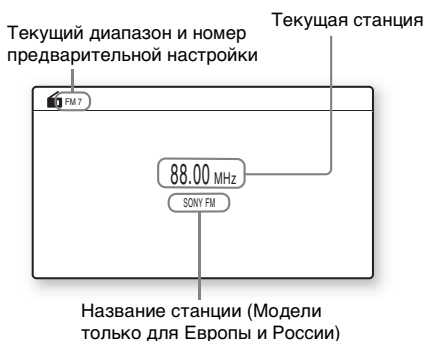 Текущая станция
Текущий диапазон и номер
предварительной настройки
FM 7
88.00 MHz
SONY FM
Название станции (Модели
только для Европы и России)